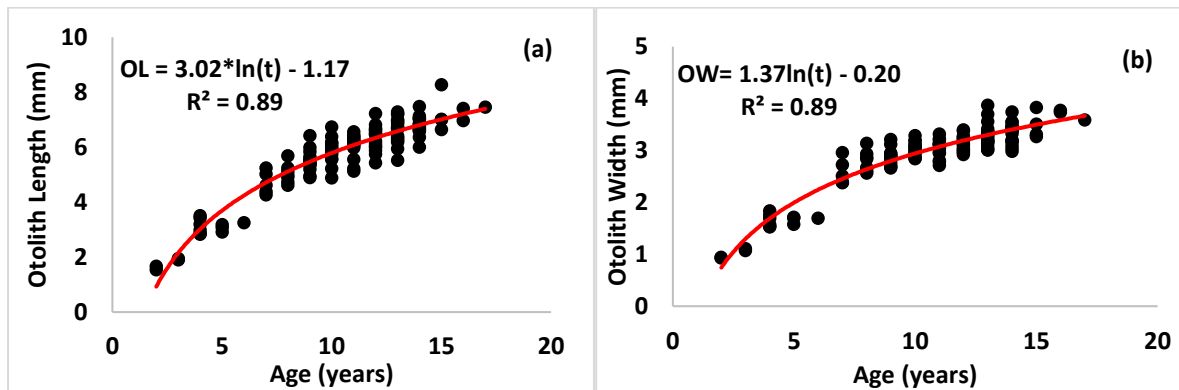 10
8
6
4
2
0
Otolith Length (mm)
(a)
OL = 3.02*ln(t) - 1.17
R² = 0.89
0 5 10 15 20
Age (years)
5
4
3
2
1
0
Otolith Width (mm)
(b)
OW= 1.37ln(t) - 0.20
R² = 0.89
0 5 10 15 20
Age (years)